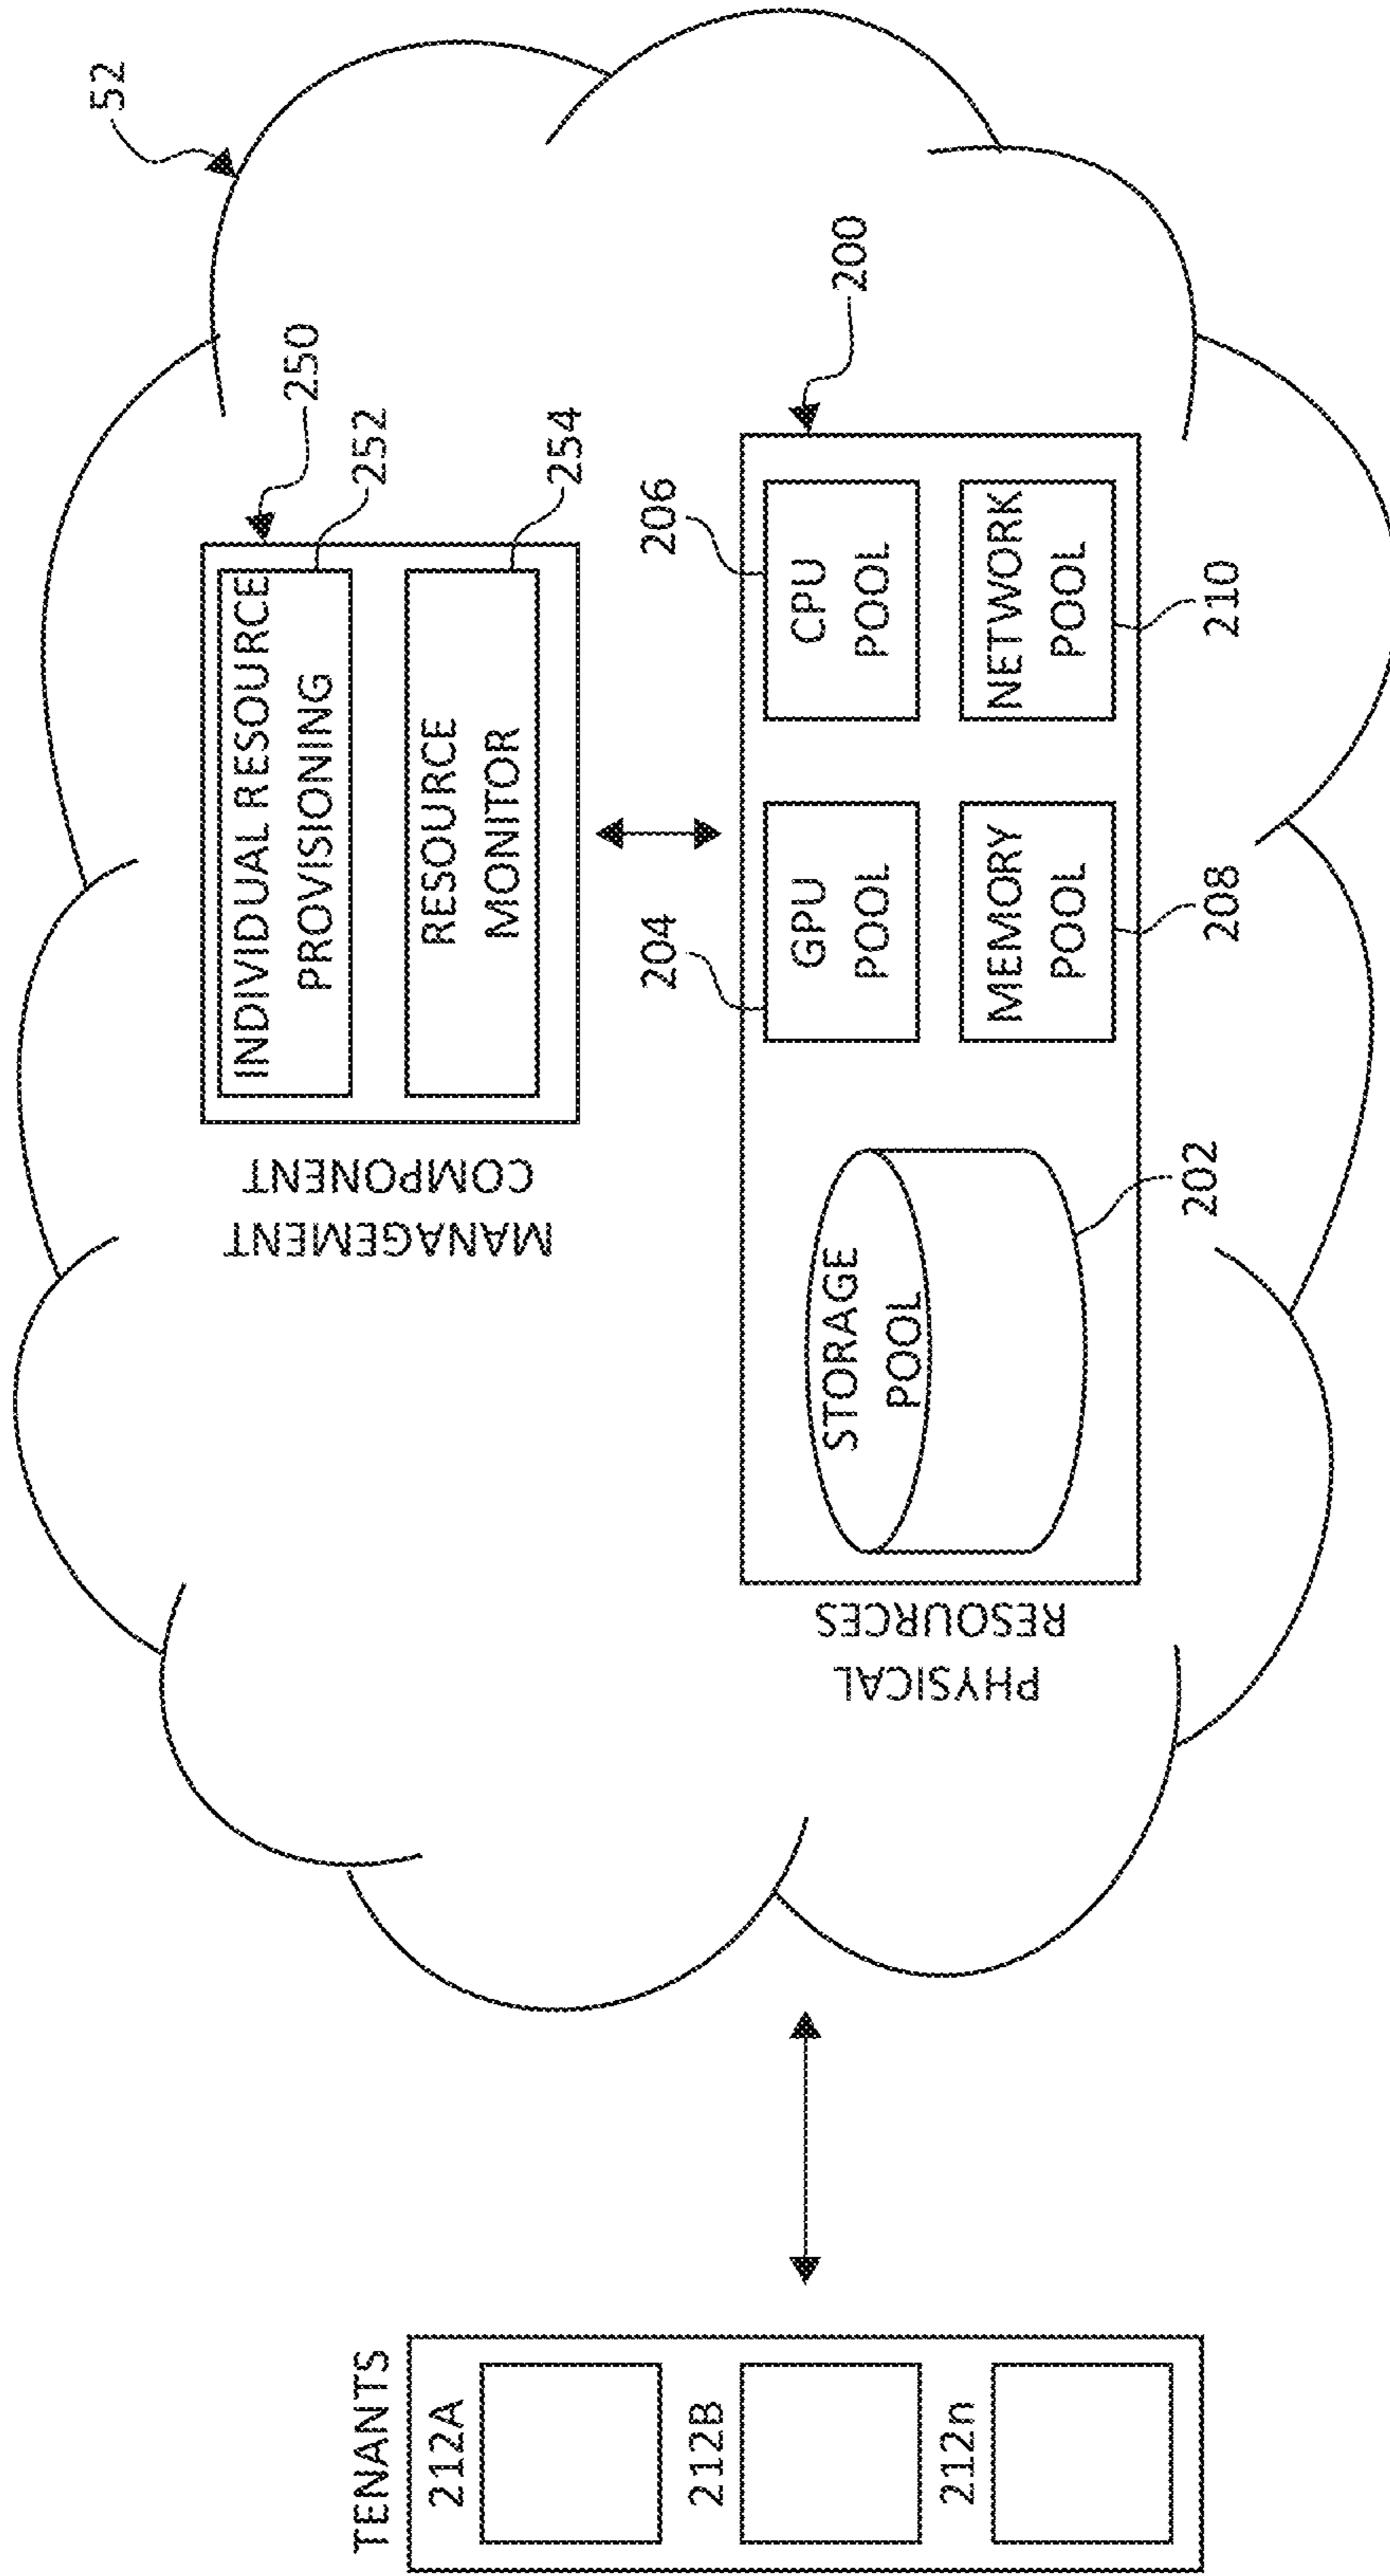 52
250
INDIVIDUAL RESOURCE
PROVISIONING
252
RESOURCE
MONITOR
254
MANAGEMENT
COMPONENT
200
204
GPU
POOL
206
CPU
POOL
STORAGE
POOL
202
MEMORY
POOL
208
NETWORK
POOL
210
PHYSICAL
RESOURCES
TENANTS
212A
212B
212n